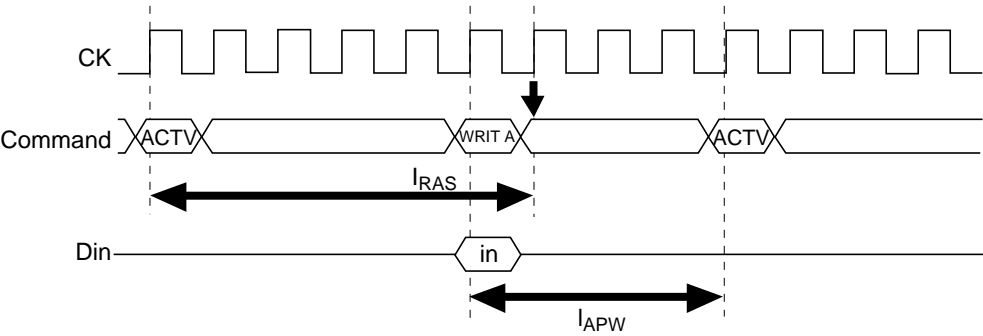 CK
Command ACTV WRIT A ACTV
lRAS
Din in
lAPW